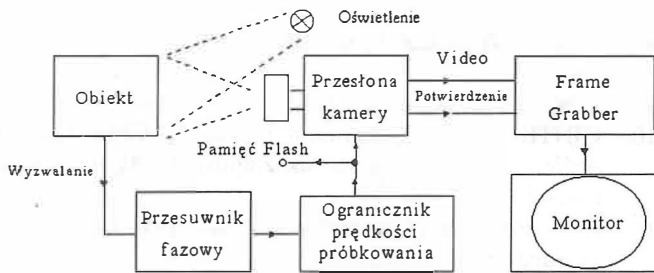 Oświetlenie
Obiekt
Przesłona
kamery
Video
Potwierdzenie
Frame
Grabber
Pamięć Flash
Wyzwalanie
Przesuwnik
fazowy
Ogranicznik
prędkości
próbkowania
Monitor